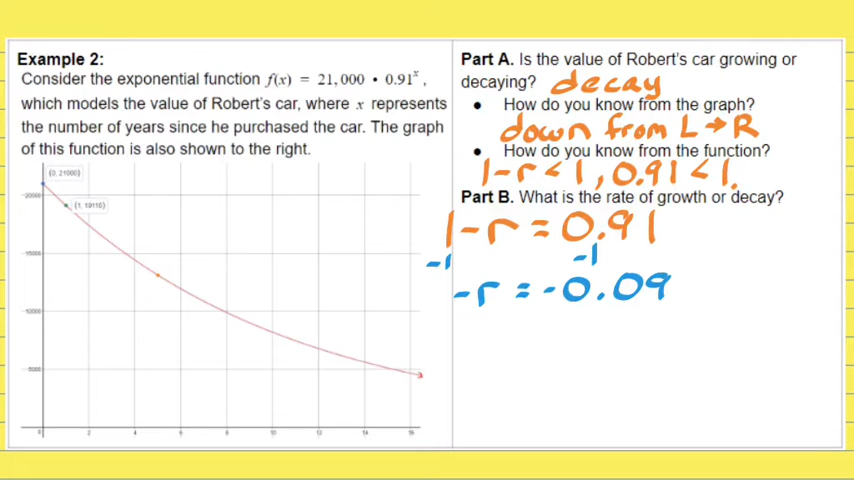 Example 2:
Consider the exponential function f(x) = 21,000 • 0.91^x,
which models the value of Robert's car, where x represents
the number of years since he purchased the car. The graph
of this function is also shown to the right.
(0, 21000)
(1, 19110)
20000
15000
10000
5000
0 2 4 6 8 10 12 14 16
Part A. Is the value of Robert's car growing or
decaying? decay
● How do you know from the graph?
down from L → R
● How do you know from the function?
1-r < 1, 0.91 < 1.
Part B. What is the rate of growth or decay?
1-r = 0.91
-1 -1
-r = -0.09